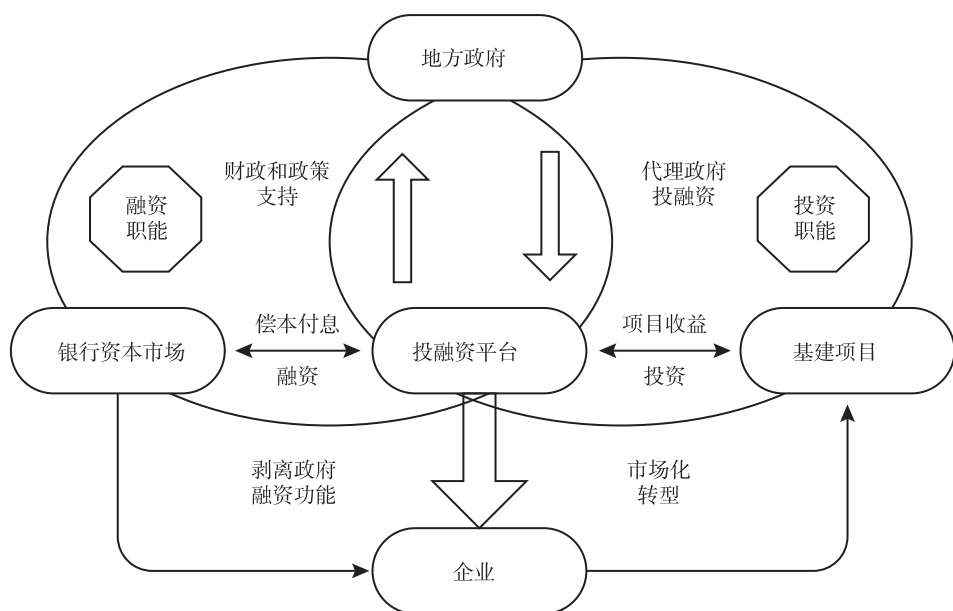 地方政府
财政和政策
支持
代理政府
投融资
融资
职能
投资
职能
偿本付息
项目收益
银行资本市场
投融资平台
基建项目
融资
投资
剥离政府
融资功能
市场化
转型
企业